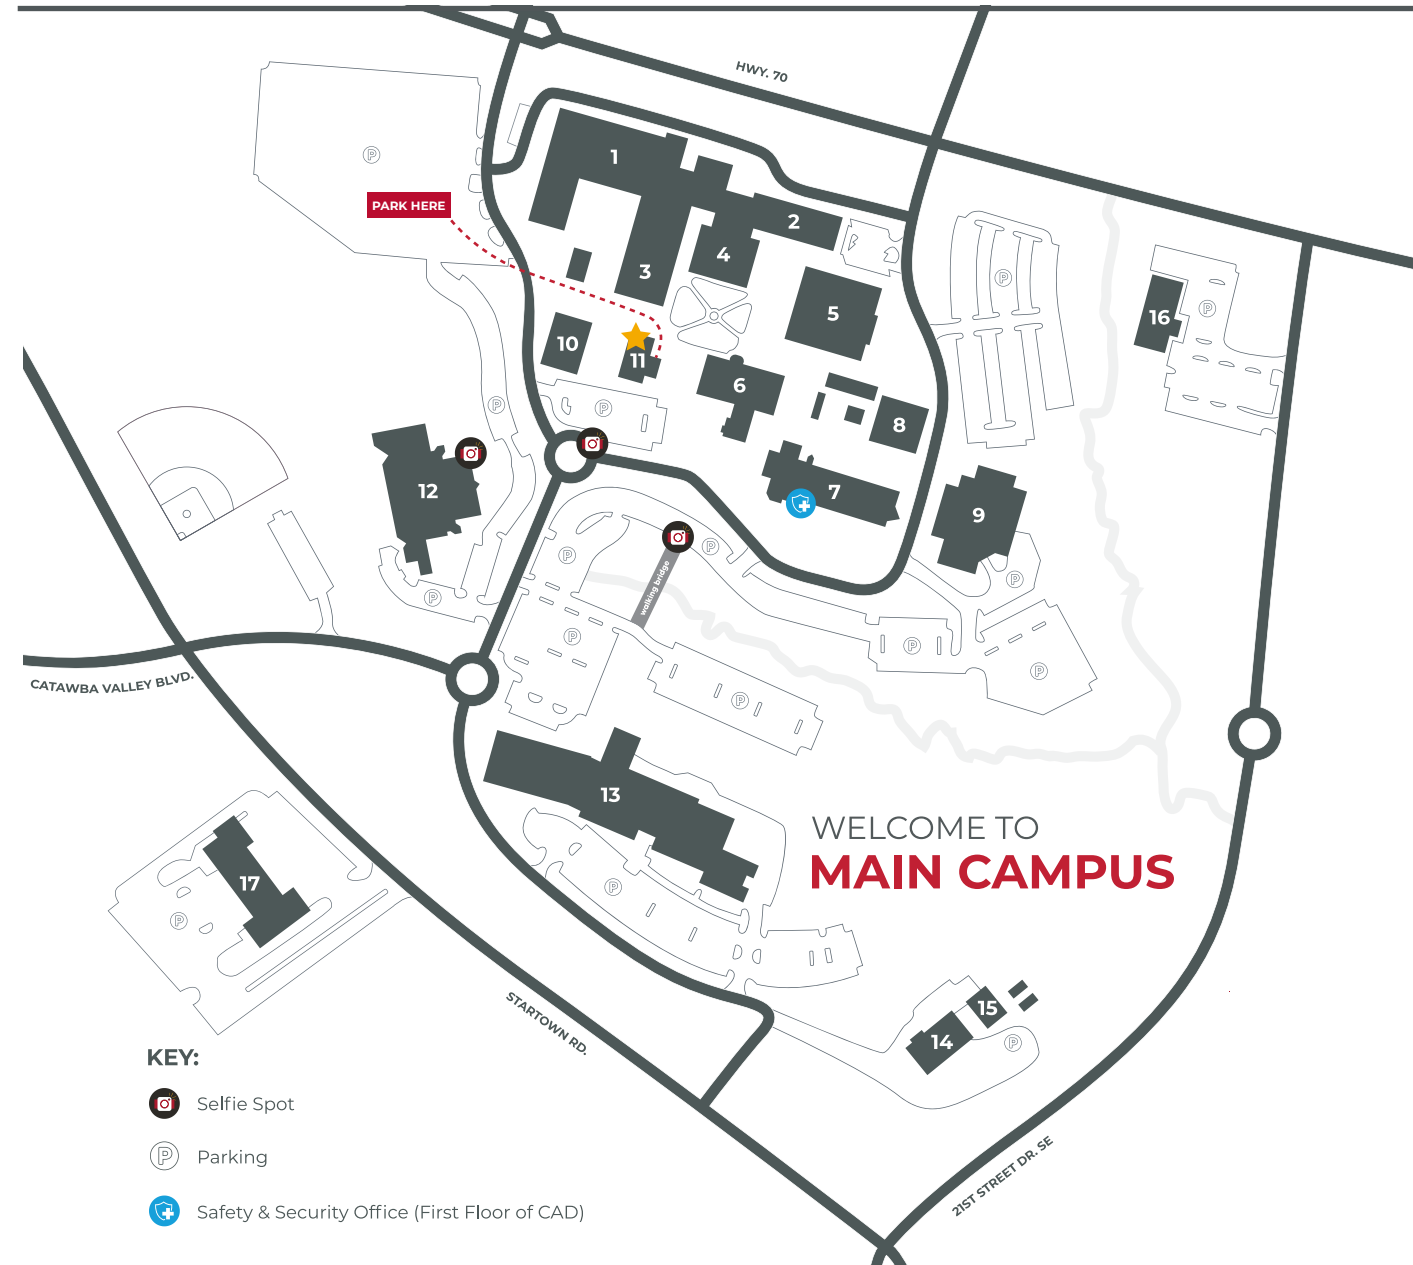 HWY. 70
P
1
PARK HERE
2
4
3
P
5
16
P
10
11
6
P
P
8
12
7
9
P
P
walking bridge
P
P
P
P
P
CATAWBA VALLEY BLVD.
P
P
13
WELCOME TO
MAIN CAMPUS
17
P
P
15
14
P
STARTOWN RD.
KEY:
Selfie Spot
P Parking
Safety & Security Office (First Floor of CAD)
21ST STREET DR. SE